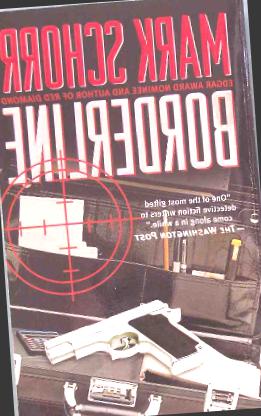 MARK SCHORR
EDGAR AWARD NOMINEE AND AUTHOR OF RED DIAMOND
BORDERLINE
"One of the most gifted
detective fiction writers to
come along in a while."
— THE WASHINGTON POST